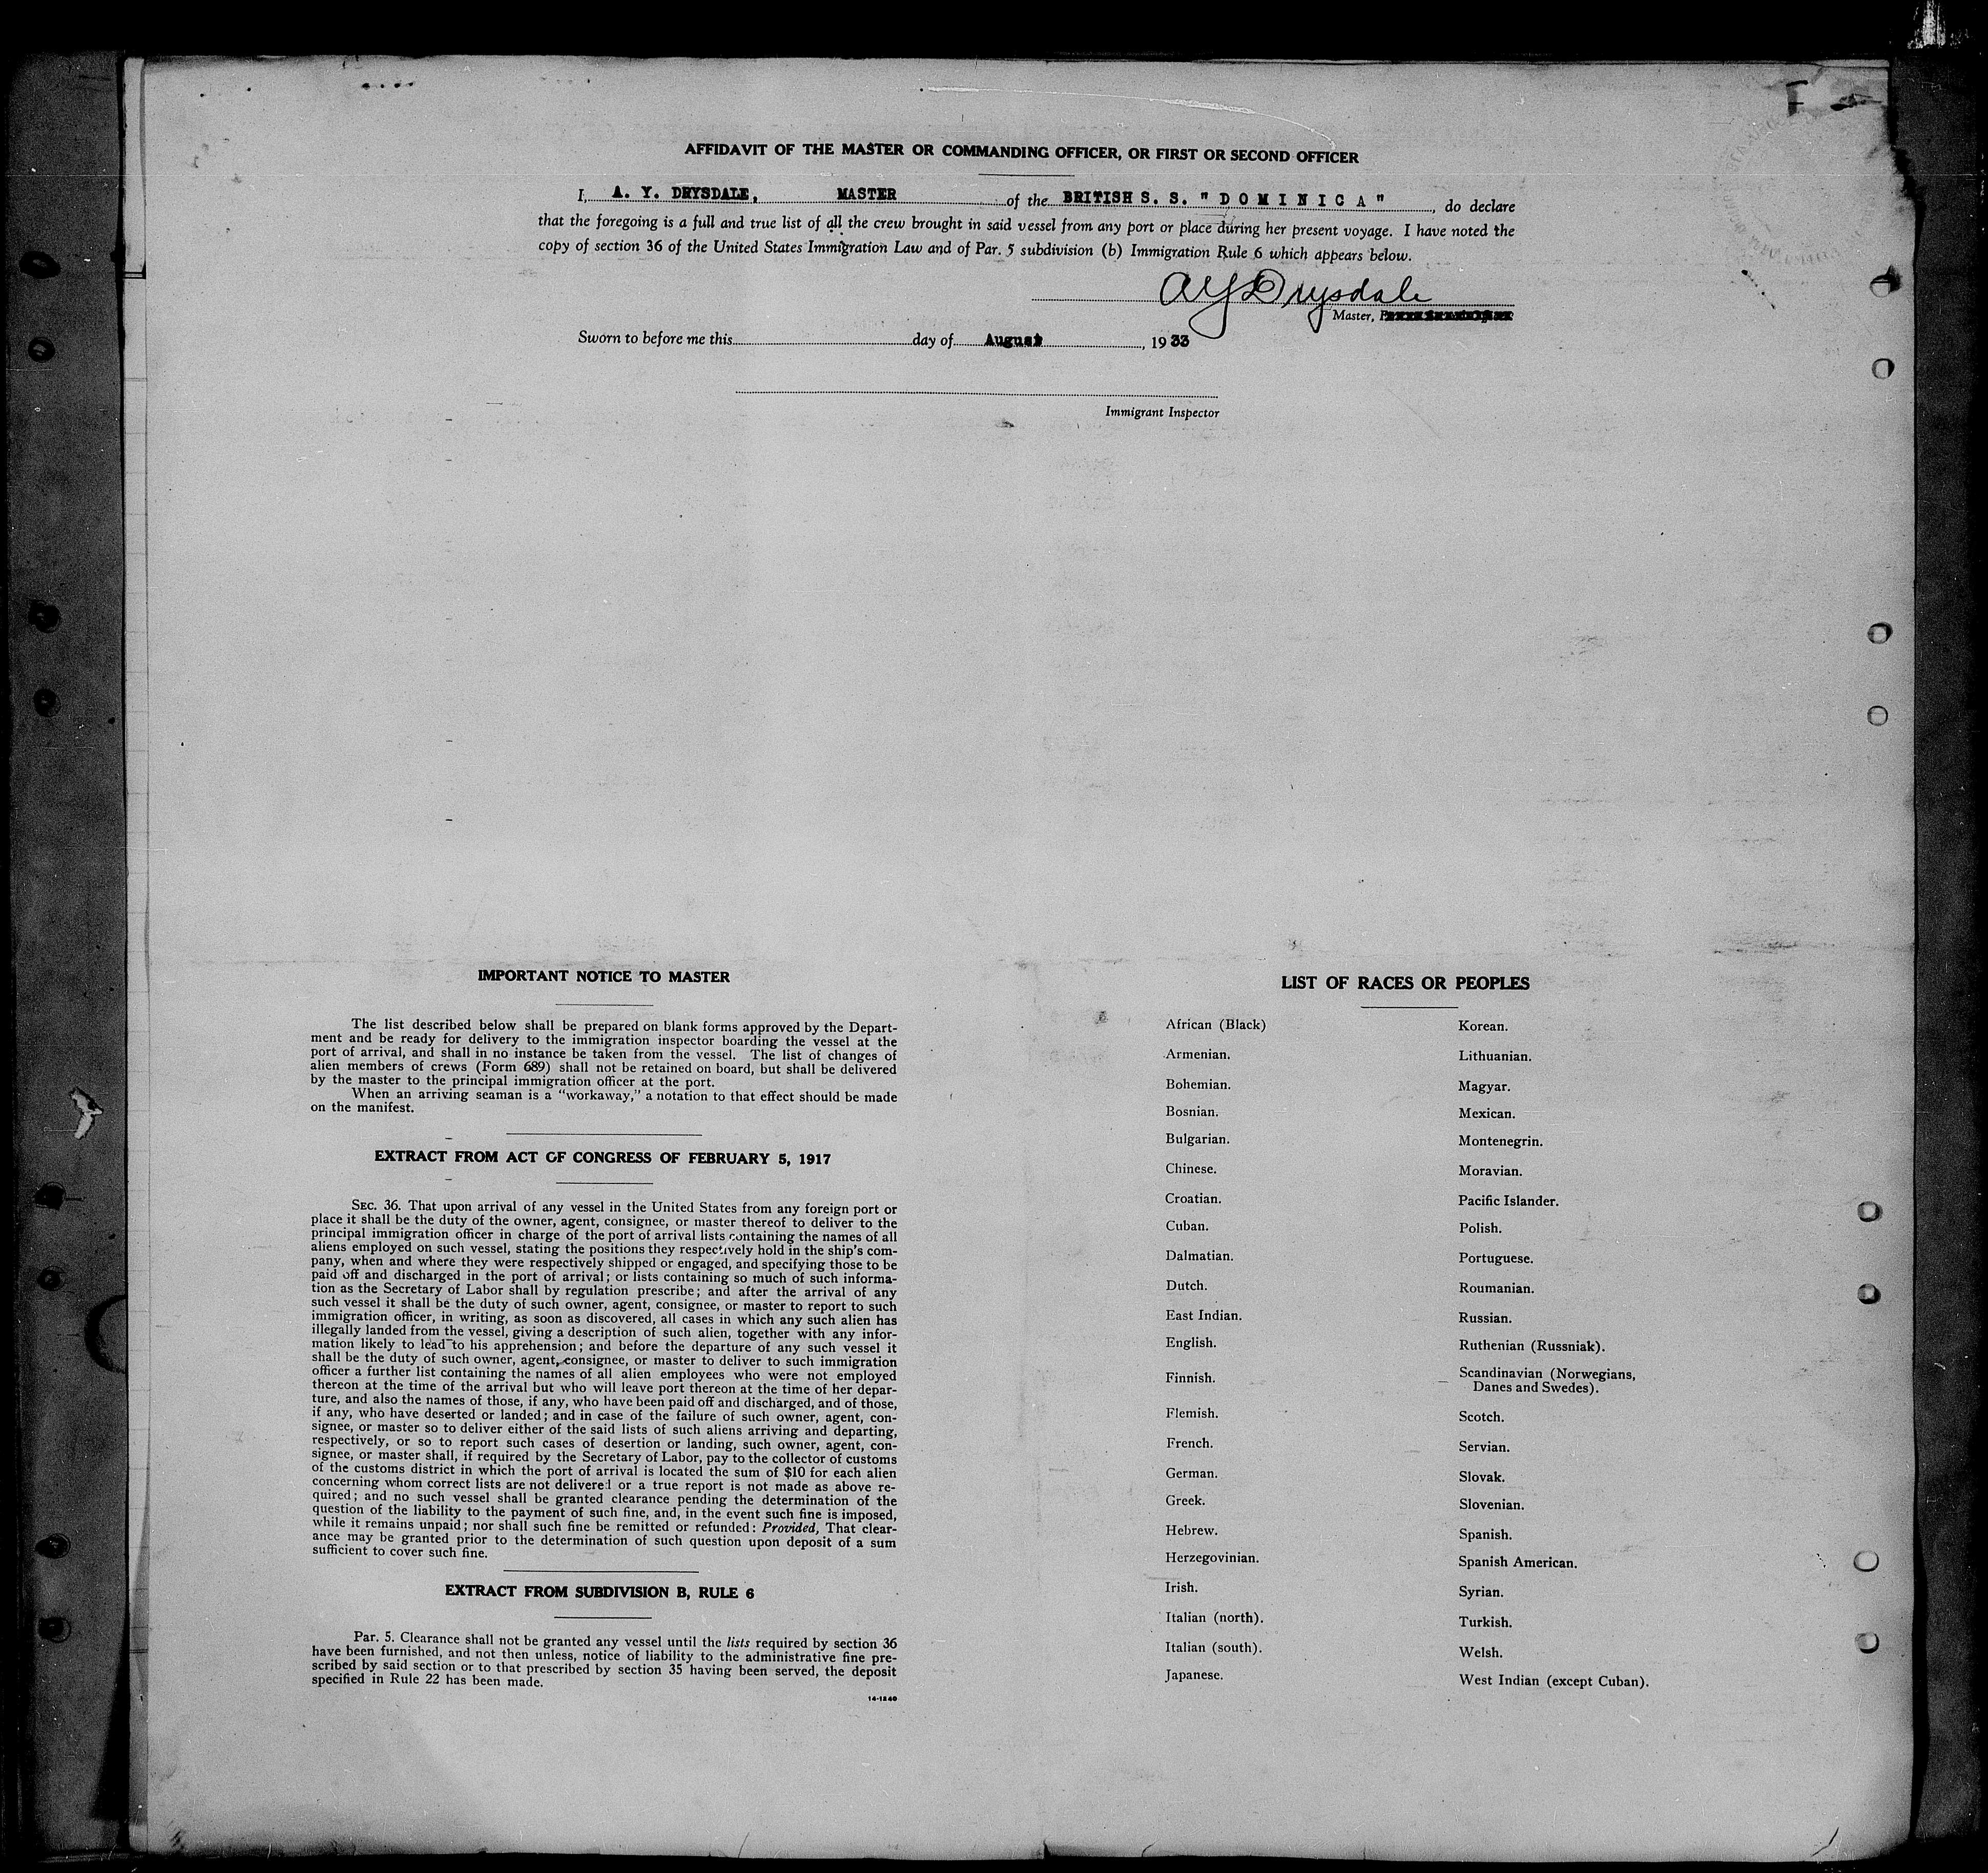 AFFIDAVIT OF THE MASTER OR COMMANDING OFFICER, OR FIRST OR SECOND OFFICER
I, A. Y. DRYSDALE, MASTER of the BRITISH S. S. " D O M I N I C A ", do declare
that the foregoing is a full and true list of all the crew brought in said vessel from any port or place during her present voyage. I have noted the
copy of section 36 of the United States Immigration Law and of Par. 5 subdivision (b) Immigration Rule 6 which appears below.
A Y Drysdale
Master,
Sworn to before me this day of August, 1933
Immigrant Inspector
IMPORTANT NOTICE TO MASTER
The list described below shall be prepared on blank forms approved by the Depart-
ment and be ready for delivery to the immigration inspector boarding the vessel at the
port of arrival, and shall in no instance be taken from the vessel. The list of changes of
alien members of crews (Form 689) shall not be retained on board, but shall be delivered
by the master to the principal immigration officer at the port.
When an arriving seaman is a "workaway," a notation to that effect should be made
on the manifest.
EXTRACT FROM ACT OF CONGRESS OF FEBRUARY 5, 1917
SEC. 36. That upon arrival of any vessel in the United States from any foreign port or
place it shall be the duty of the owner, agent, consignee, or master thereof to deliver to the
principal immigration officer in charge of the port of arrival lists containing the names of all
aliens employed on such vessel, stating the positions they respectively hold in the ship's com-
pany, when and where they were respectively shipped or engaged, and specifying those to be
paid off and discharged in the port of arrival; or lists containing so much of such informa-
tion as the Secretary of Labor shall by regulation prescribe; and after the arrival of any
such vessel it shall be the duty of such owner, agent, consignee, or master to report to such
immigration officer, in writing, as soon as discovered, all cases in which any such alien has
illegally landed from the vessel, giving a description of such alien, together with any infor-
mation likely to lead to his apprehension; and before the departure of any such vessel it
shall be the duty of such owner, agent, consignee, or master to deliver to such immigration
officer a further list containing the names of all alien employees who were not employed
thereon at the time of the arrival but who will leave port thereon at the time of her depar-
ture, and also the names of those, if any, who have been paid off and discharged, and of those,
if any, who have deserted or landed; and in case of the failure of such owner, agent, con-
signee, or master so to deliver either of the said lists of such aliens arriving and departing,
respectively, or so to report such cases of desertion or landing, such owner, agent, con-
signee, or master shall, if required by the Secretary of Labor, pay to the collector of customs
of the customs district in which the port of arrival is located the sum of $10 for each alien
concerning whom correct lists are not delivered or a true report is not made as above re-
quired; and no such vessel shall be granted clearance pending the determination of the
question of the liability to the payment of such fine, and, in the event such fine is imposed,
while it remains unpaid; nor shall such fine be remitted or refunded: Provided, That clear-
ance may be granted prior to the determination of such question upon deposit of a sum
sufficient to cover such fine.
EXTRACT FROM SUBDIVISION B, RULE 6
Par. 5. Clearance shall not be granted any vessel until the lists required by section 36
have been furnished, and not then unless, notice of liability to the administrative fine pre-
scribed by said section or to that prescribed by section 35 having been served, the deposit
specified in Rule 22 has been made.
14-1240
LIST OF RACES OR PEOPLES
African (Black)
Armenian.
Bohemian.
Bosnian.
Bulgarian.
Chinese.
Croatian.
Cuban.
Dalmatian.
Dutch.
East Indian.
English.
Finnish.
Flemish.
French.
German.
Greek.
Hebrew.
Herzegovinian.
Irish.
Italian (north).
Italian (south).
Japanese.
Korean.
Lithuanian.
Magyar.
Mexican.
Montenegrin.
Moravian.
Pacific Islander.
Polish.
Portuguese.
Roumanian.
Russian.
Ruthenian (Russniak).
Scandinavian (Norwegians,
Danes and Swedes).
Scotch.
Servian.
Slovak.
Slovenian.
Spanish.
Spanish American.
Syrian.
Turkish.
Welsh.
West Indian (except Cuban).